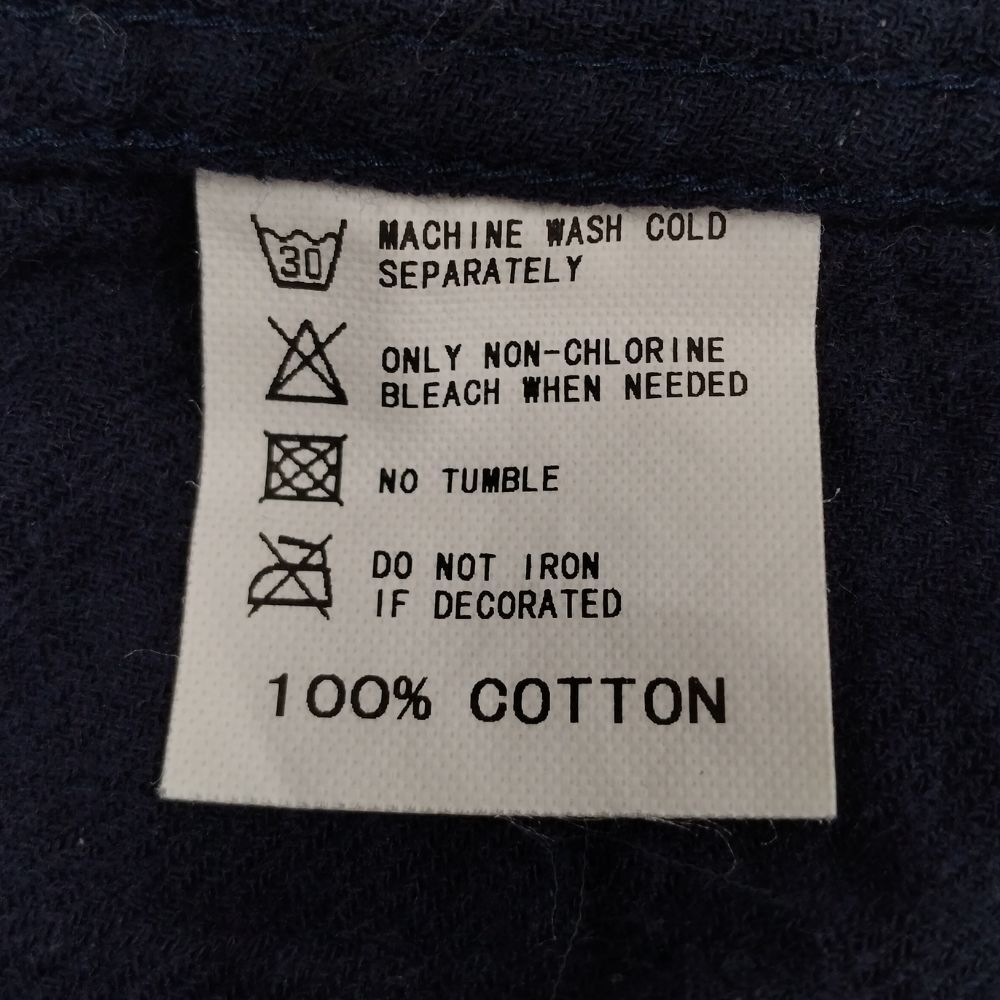 30
MACHINE WASH COLD
SEPARATELY
ONLY NON-CHLORINE
BLEACH WHEN NEEDED
NO TUMBLE
DO NOT IRON
IF DECORATED
100% COTTON